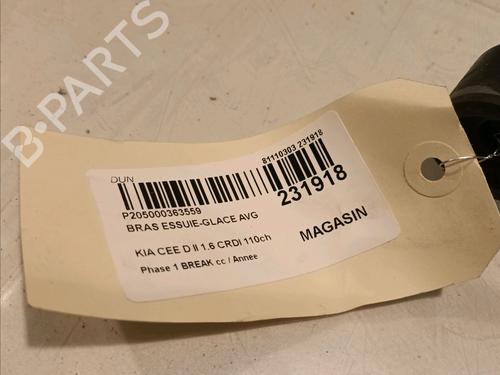 B-PARTS
DUN
P205000363559
BRAS ESSUIE-GLACE AVG
81110303 231918
231918
KIA CEE D II 1.6 CRDI 110ch
Phase 1 BREAK cc / Année
MAGASIN